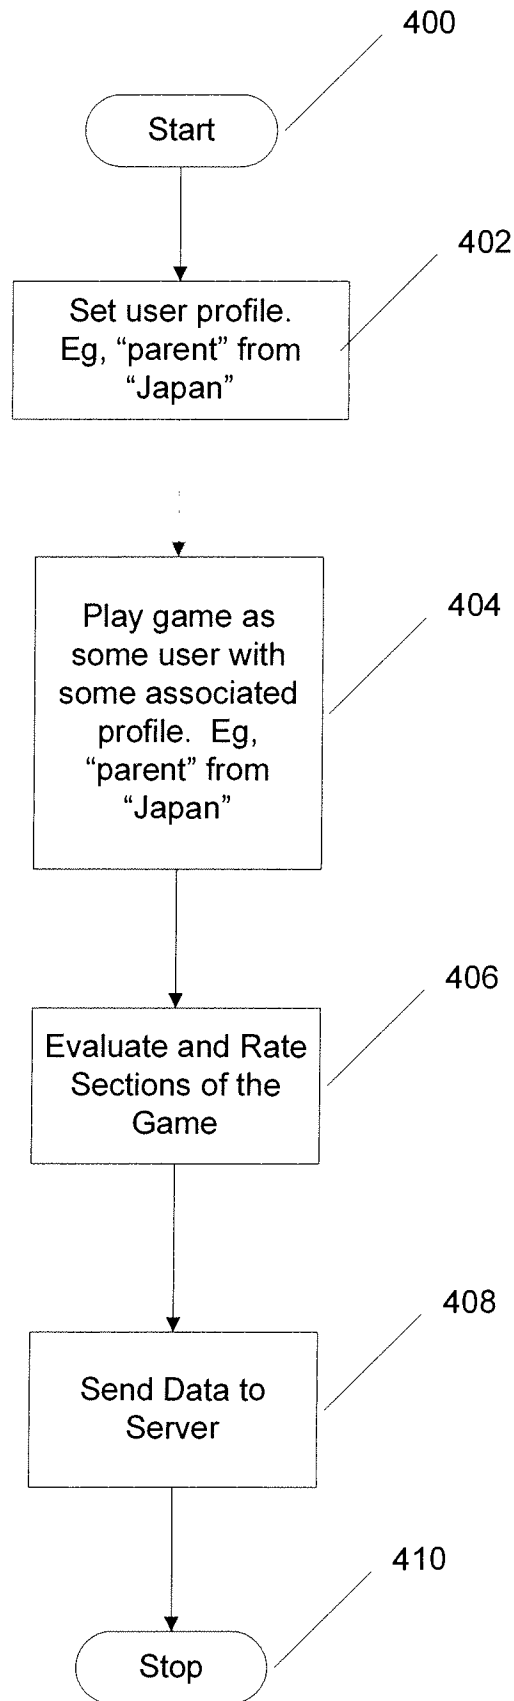 400
Start
402
Set user profile.
Eg, “parent” from
“Japan”
404
Play game as
some user with
some associated
profile.  Eg,
“parent” from
“Japan”
406
Evaluate and Rate
Sections of the
Game
408
Send Data to
Server
410
Stop